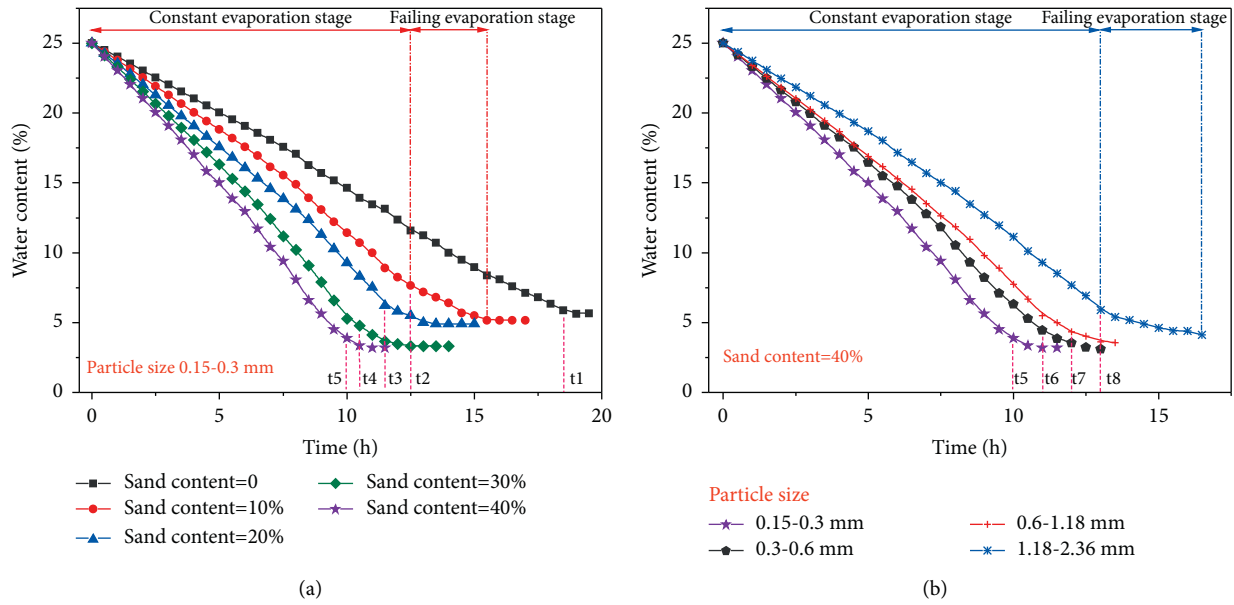 Constant evaporation stage Failing evaporation stage
25
20
15
10
5
0
Water content (%)
Particle size 0.15-0.3 mm
t5 t4 t3 t2 t1
0 5 10 15 20
Time (h)
Sand content=0
Sand content=10%
Sand content=20%
Sand content=30%
Sand content=40%
(a)
Constant evaporation stage Failing evaporation stage
25
20
15
10
5
0
Water content (%)
Sand content=40%
t5 t6 t7 t8
0 5 10 15
Time (h)
Particle size
0.15-0.3 mm
0.3-0.6 mm
0.6-1.18 mm
1.18-2.36 mm
(b)